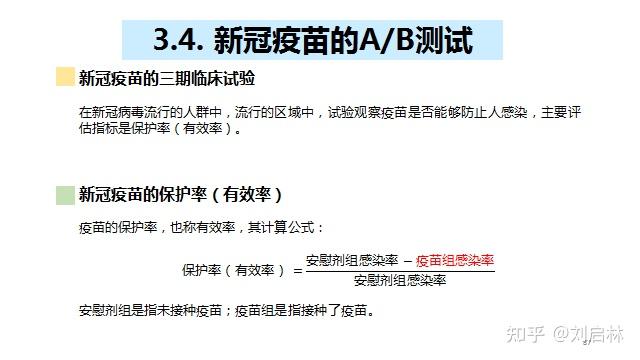 3.4. 新冠疫苗的A/B测试
新冠疫苗的三期临床试验
在新冠病毒流行的人群中，流行的区域中，试验观察疫苗是否能够防止人感染，主要评
估指标是保护率（有效率）。
新冠疫苗的保护率（有效率）
疫苗的保护率，也称有效率，其计算公式：
安慰剂组感染率－疫苗组感染率
保护率（有效率）＝
安慰剂组感染率
安慰剂组是指未接种疫苗；疫苗组是指接种了疫苗。
知乎 @刘启林